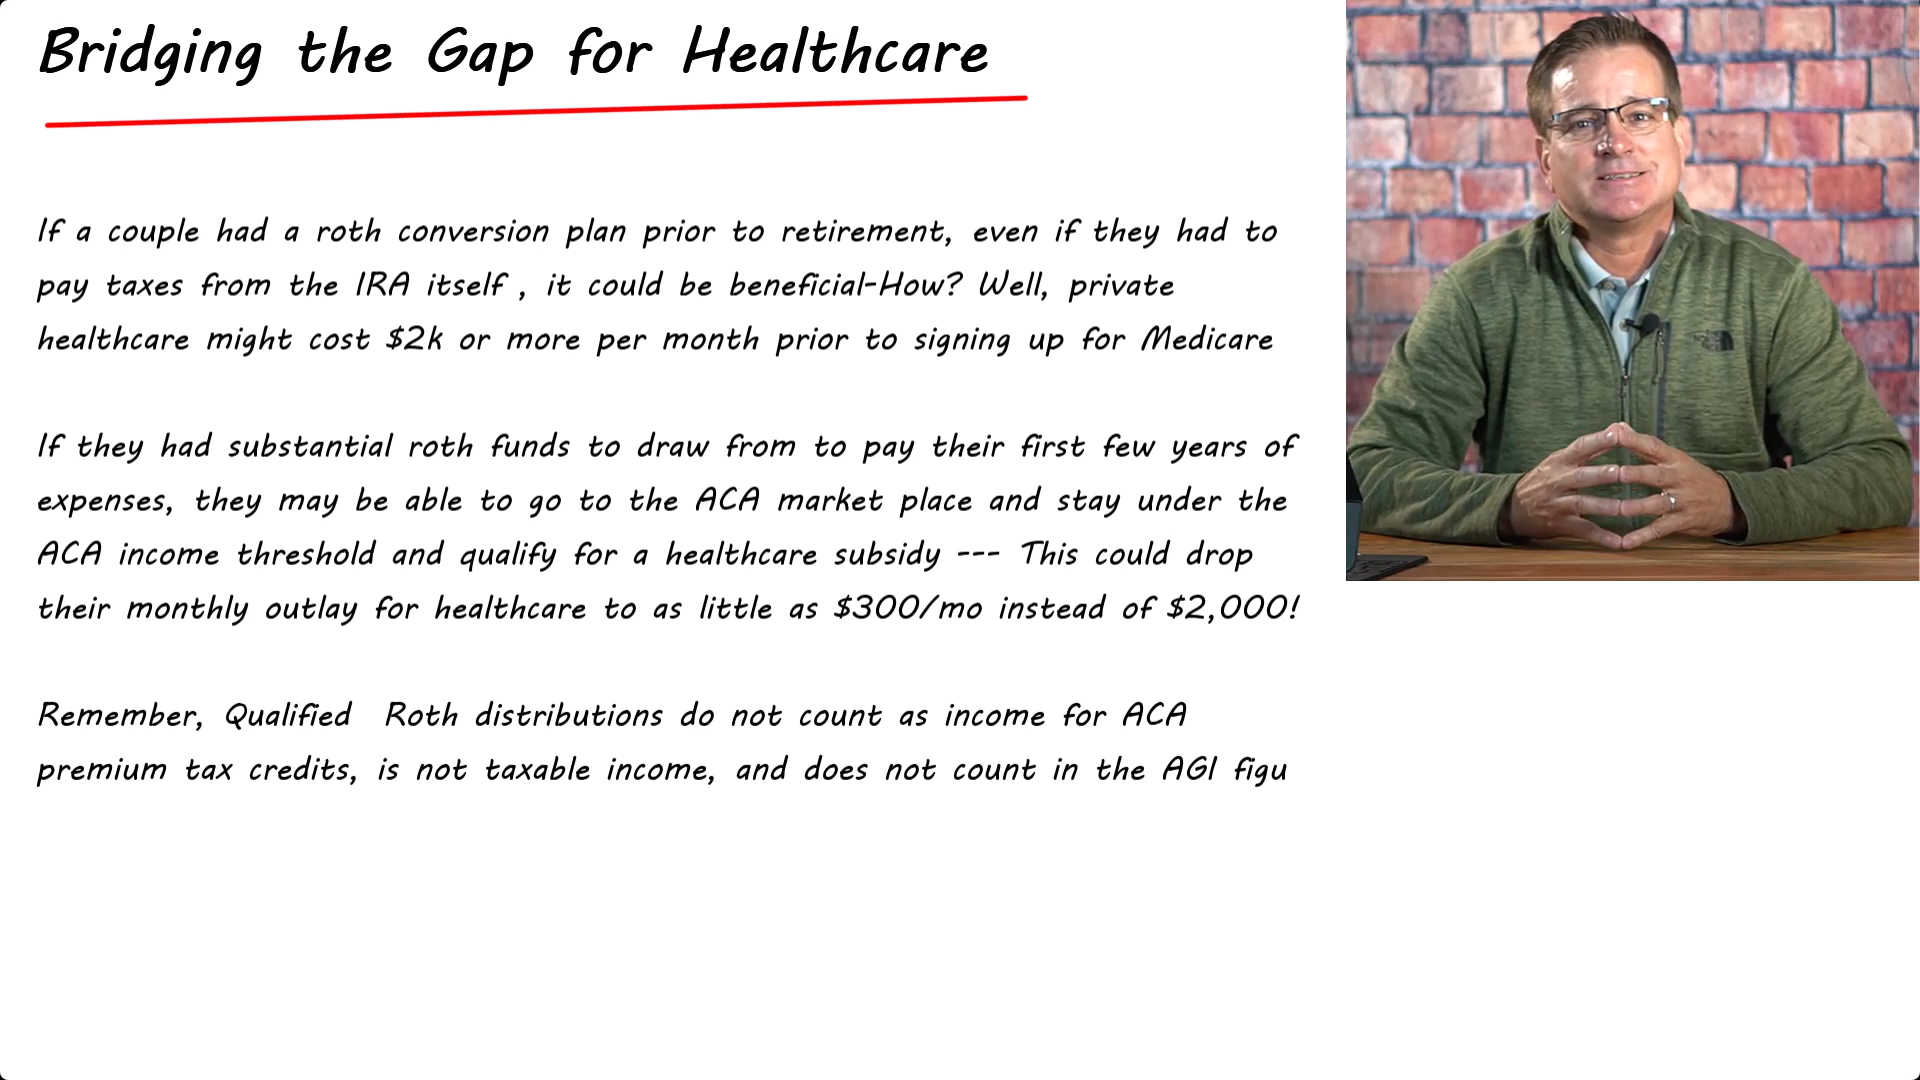 Bridging the Gap for Healthcare
If a couple had a roth conversion plan prior to retirement, even if they had to
pay taxes from the IRA itself , it could be beneficial-How? Well, private
healthcare might cost $2k or more per month prior to signing up for Medicare
If they had substantial roth funds to draw from to pay their first few years of
expenses, they may be able to go to the ACA market place and stay under the
ACA income threshold and qualify for a healthcare subsidy --- This could drop
their monthly outlay for healthcare to as little as $300/mo instead of $2,000!
Remember, Qualified Roth distributions do not count as income for ACA
premium tax credits, is not taxable income, and does not count in the AGI figu